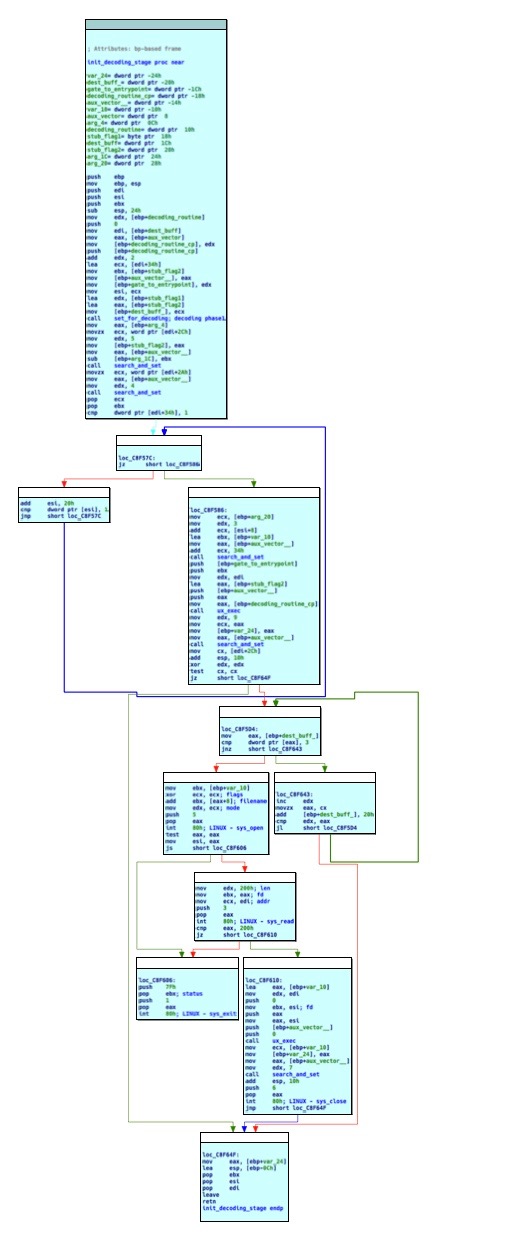 ; Attributes: bp-based frame
init_decoding_stage proc near
var_24= dword ptr -24h
dest_buff_= dword ptr -20h
gate_to_entrypoint= dword ptr -1Ch
decoding_routine_cp= dword ptr -18h
aux_vector__= dword ptr -14h
var_10= dword ptr -10h
aux_vector= dword ptr 8
arg_4= dword ptr 0Ch
decoding_routine= dword ptr 10h
stub_flag1= byte ptr 18h
dest_buff= dword ptr 1Ch
stub_flag2= dword ptr 20h
arg_1C= dword ptr 24h
arg_20= dword ptr 28h
push ebp
mov ebp, esp
push edi
push esi
push ebx
sub esp, 24h
mov edx, [ebp+decoding_routine]
push 0
mov edi, [ebp+dest_buff]
mov eax, [ebp+aux_vector]
mov [ebp+decoding_routine_cp], edx
push [ebp+decoding_routine_cp]
add edx, 2
lea ecx, [edi+34h]
mov ebx, [ebp+stub_flag2]
mov [ebp+aux_vector__], eax
mov [ebp+gate_to_entrypoint], edx
mov esi, ecx
lea edx, [ebp+stub_flag1]
lea eax, [ebp+stub_flag2]
mov [ebp+dest_buff_], ecx
call set_for_decoding; decoding phase1
mov eax, [ebp+arg_4]
movzx ecx, word ptr [edi+2Ch]
mov edx, 5
mov [ebp+stub_flag2], eax
mov eax, [ebp+aux_vector__]
sub [ebp+arg_1C], ebx
call search_and_set
movzx ecx, word ptr [edi+2Ah]
mov eax, [ebp+aux_vector__]
mov edx, 4
call search_and_set
pop ecx
pop ebx
cmp dword ptr [edi+34h], 1
loc_C8F57C:
jz short loc_C8F586
add esi, 20h
cmp dword ptr [esi], 1
jmp short loc_C8F57C
loc_C8F586:
mov ecx, [ebp+arg_20]
mov edx, 3
add ecx, [esi+8]
lea ebx, [ebp+var_10]
mov eax, [ebp+aux_vector__]
add ecx, 34h
call search_and_set
push [ebp+gate_to_entrypoint]
push ebx
mov edx, edi
lea eax, [ebp+stub_flag2]
push [ebp+aux_vector__]
push eax
mov eax, [ebp+decoding_routine_cp]
call ux_exec
mov edx, 9
mov ecx, eax
mov [ebp+var_24], eax
mov eax, [ebp+aux_vector__]
call search_and_set
mov cx, [edi+2Ch]
add esp, 10h
xor edx, edx
test cx, cx
jz short loc_C8F64F
loc_C8F5D4:
mov eax, [ebp+dest_buff_]
cmp dword ptr [eax], 3
jnz short loc_C8F643
mov ebx, [ebp+var_10]
xor ecx, ecx; flags
add ebx, [eax+8]; filename
mov edx, ecx; mode
push 5
pop eax
int 80h; LINUX - sys_open
test eax, eax
mov esi, eax
js short loc_C8F606
loc_C8F643:
inc edx
movzx eax, cx
add [ebp+dest_buff_], 20h
cmp edx, eax
jl short loc_C8F5D4
mov edx, 200h; len
mov ebx, eax; fd
mov ecx, edi; addr
push 3
pop eax
int 80h; LINUX - sys_read
cmp eax, 200h
jz short loc_C8F610
loc_C8F606:
push 7fh
pop ebx; status
push 1
pop eax
int 80h; LINUX - sys_exit
loc_C8F610:
lea eax, [ebp+var_10]
mov edx, edi
push 0
mov ebx, esi; fd
push eax
mov eax, esi
push [ebp+aux_vector__]
push 0
call ux_exec
mov ecx, [ebp+var_10]
mov [ebp+var_24], eax
mov eax, [ebp+aux_vector__]
mov edx, 7
call search_and_set
add esp, 10h
push 6
pop eax
int 80h; LINUX - sys_close
jmp short loc_C8F64F
loc_C8F64F:
mov eax, [ebp+var_24]
lea esp, [ebp-0Ch]
pop ebx
pop esi
pop edi
leave
retn
init_decoding_stage endp